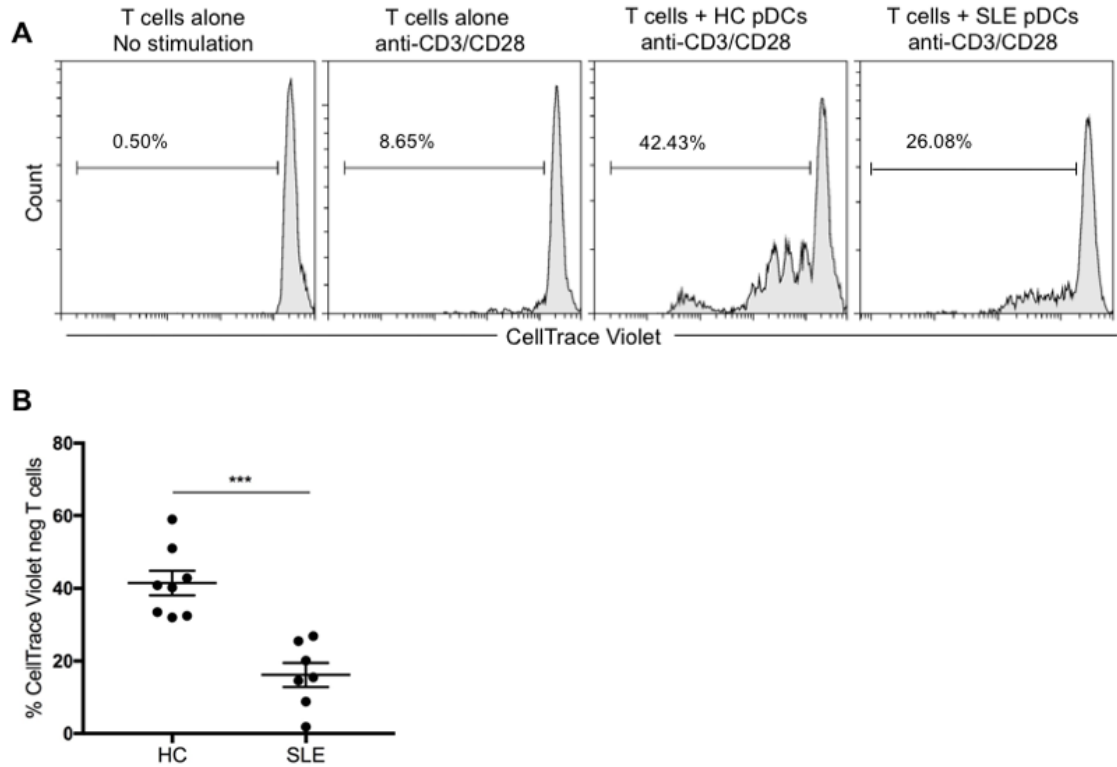 A
T cells alone
No stimulation
T cells alone
anti-CD3/CD28
T cells + HC pDCs
anti-CD3/CD28
T cells + SLE pDCs
anti-CD3/CD28
Count
0.50%
8.65%
42.43%
26.08%
CellTrace Violet
B
% CellTrace Violet neg T cells
80
60
40
20
0
***
HC
SLE